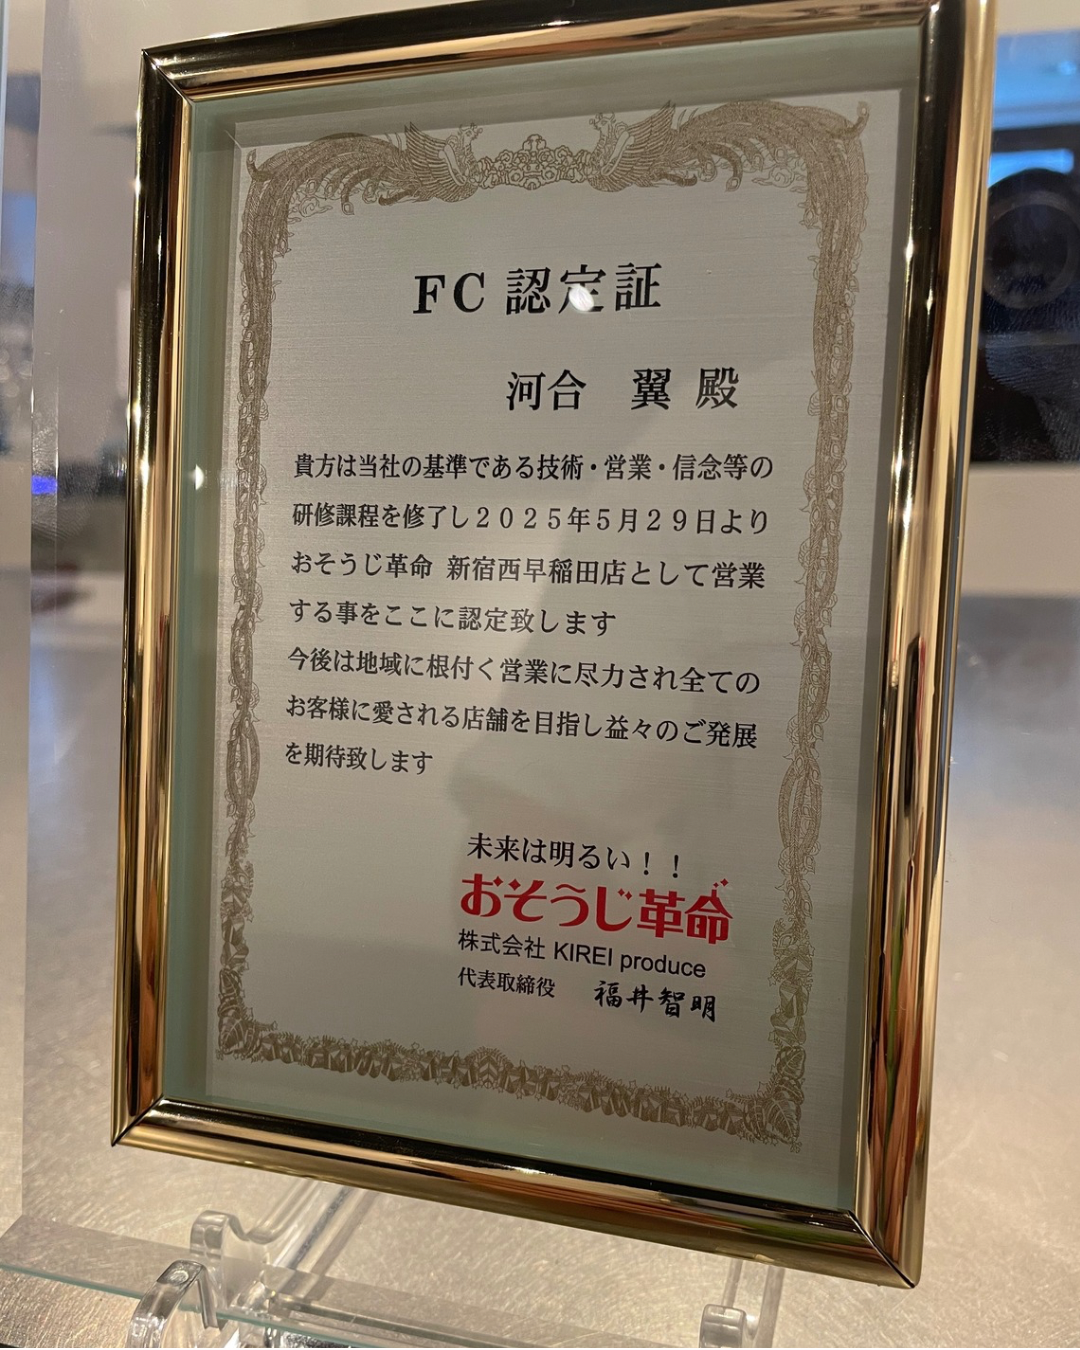 FC 認定証
河合　翼 殿
貴方は当社の基準である技術・営業・信念等の
研修課程を修了し２０２５年５月２９日より
おそうじ革命 新宿西早稲田店として営業
する事をここに認定致します
今後は地域に根付く営業に尽力され全ての
お客様に愛される店舗を目指し益々のご発展
を期待致します
未来は明るい！！
おそうじ革命
株式会社 KIREI produce
代表取締役　福井智明